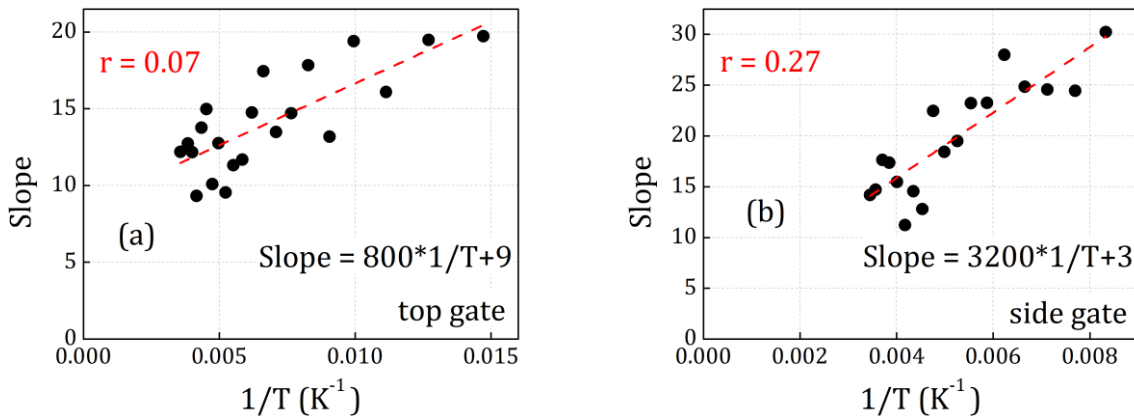 20
15
10
5
0
Slope
r = 0.07
(a)
Slope = 800*1/T+9
top gate
0.000
0.005
0.010
0.015
1/T (K⁻¹)
30
25
20
15
10
5
0
Slope
r = 0.27
(b)
Slope = 3200*1/T+3
side gate
0.000
0.002
0.004
0.006
0.008
1/T (K⁻¹)